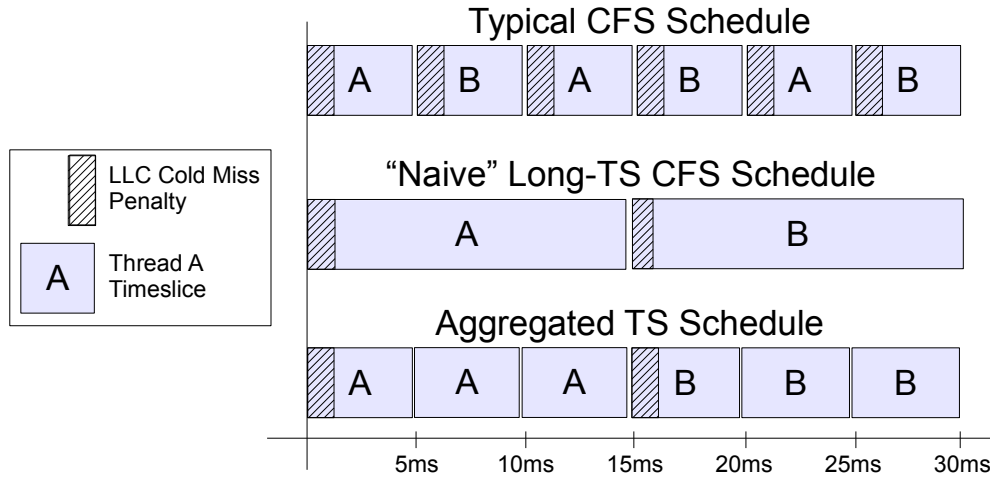 Typical CFS Schedule
A B A B A B
“Naive” Long-TS CFS Schedule
A B
Aggregated TS Schedule
A A A B B B
5ms 10ms 15ms 20ms 25ms 30ms
LLC Cold Miss
Penalty
A
Thread A
Timeslice